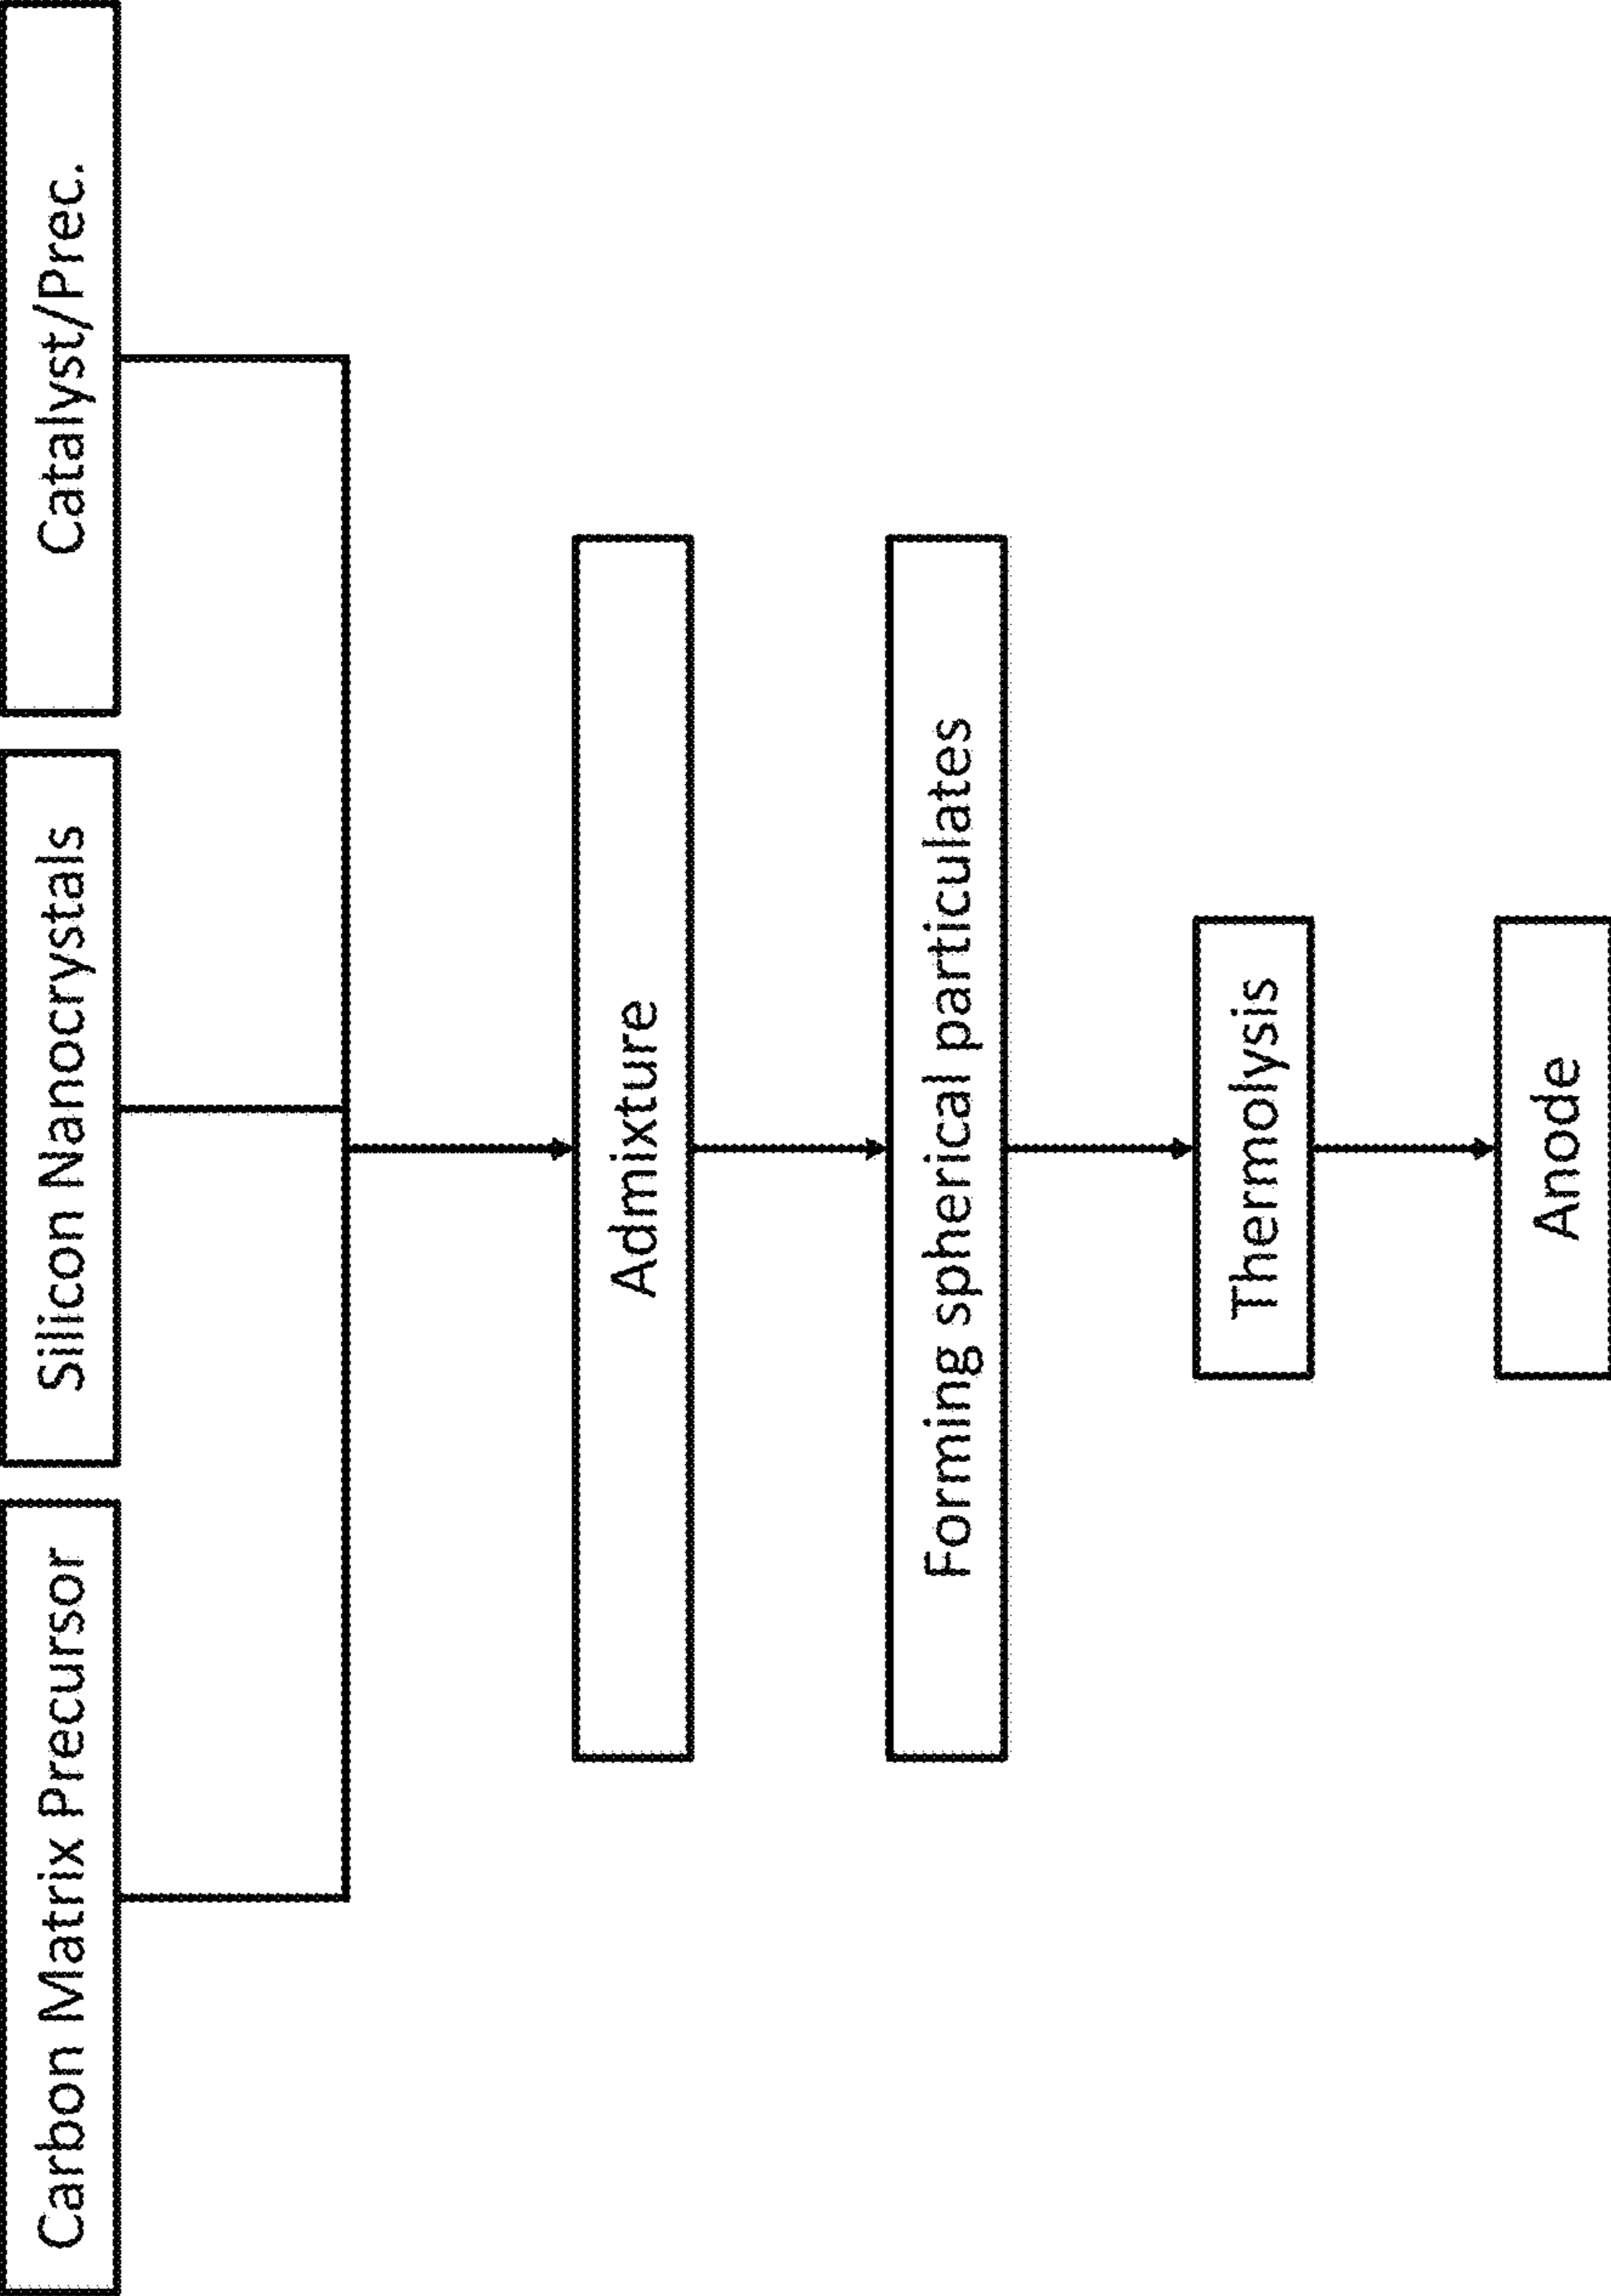 Carbon Matrix Precursor
Silicon Nanocrystals
Catalyst/Prec.
Admixture
Forming spherical particulates
Thermolysis
Anode